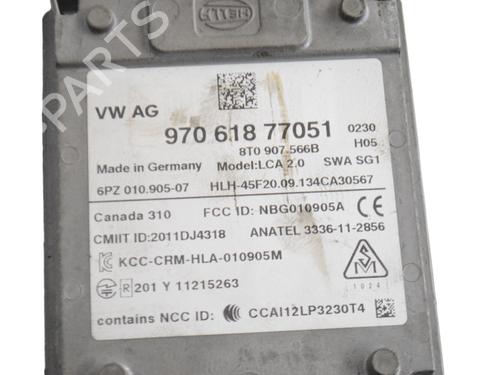 HELLA
VW AG
970 618 77051 0230
8T0 907.566B H05
Made in Germany Model:LCA 2.0 SWA SG1
6PZ 010.905-07 HLH-45F20.09.134CA30567
Canada 310 FCC ID: NBG010905A CE
CMIIT ID:2011DJ4318 ANATEL 3336-11-2856
KCC-CRM-HLA-010905M
R 201 Y 11215263
1024
contains NCC ID: CCAI12LP3230T4